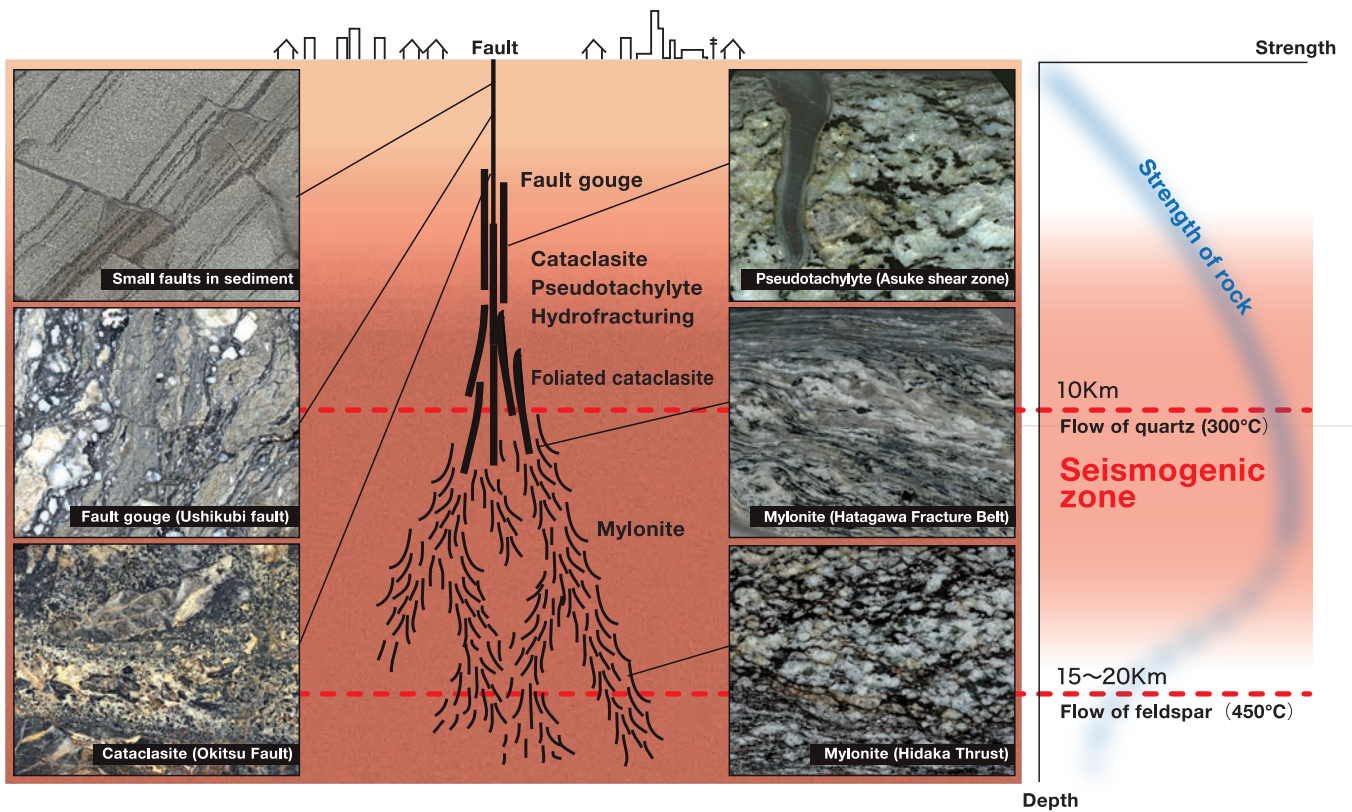 Fault
Strength
Small faults in sediment
Fault gouge
Cataclasite
Pseudotachylyte
Hydrofracturing
Foliated cataclasite
Pseudotachylyte (Asuke shear zone)
Strength of rock
Fault gouge (Ushikubi fault)
Mylonite
Mylonite (Hatagawa Fracture Belt)
10Km
Flow of quartz (300°C)
Seismogenic
zone
Cataclasite (Okitsu Fault)
Mylonite (Hidaka Thrust)
15～20Km
Flow of feldspar (450°C)
Depth